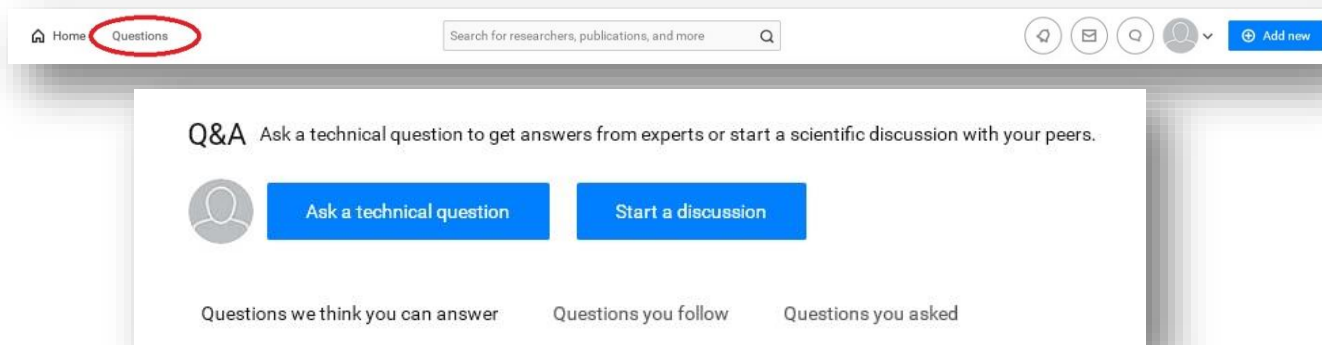 Home Questions Search for researchers, publications, and more Add new
Q&A Ask a technical question to get answers from experts or start a scientific discussion with your peers.
Ask a technical question Start a discussion
Questions we think you can answer Questions you follow Questions you asked